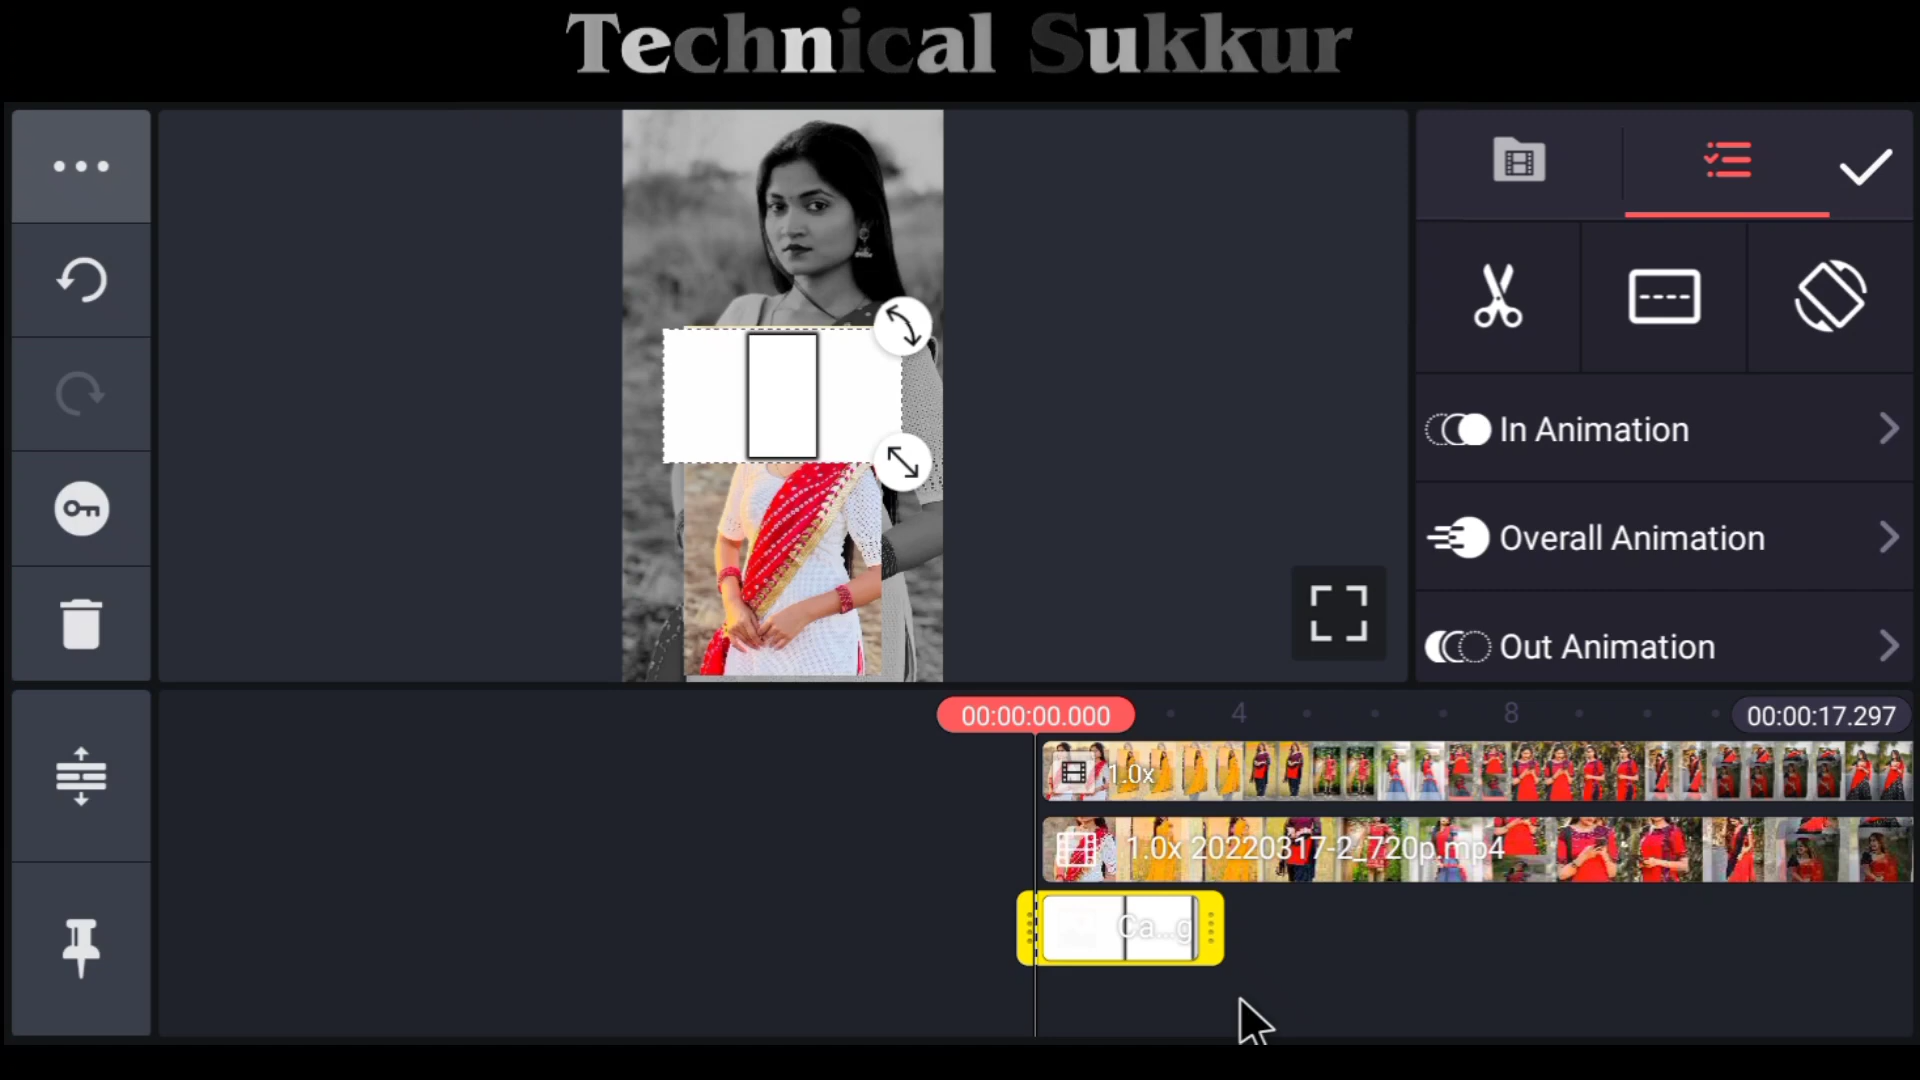 Technical Sukkur
In Animation
Overall Animation
Out Animation
00:00:00.000
4
8
00:00:17.297
1.0x
1.0x 20220317-2_720p.mp4
Ca...g